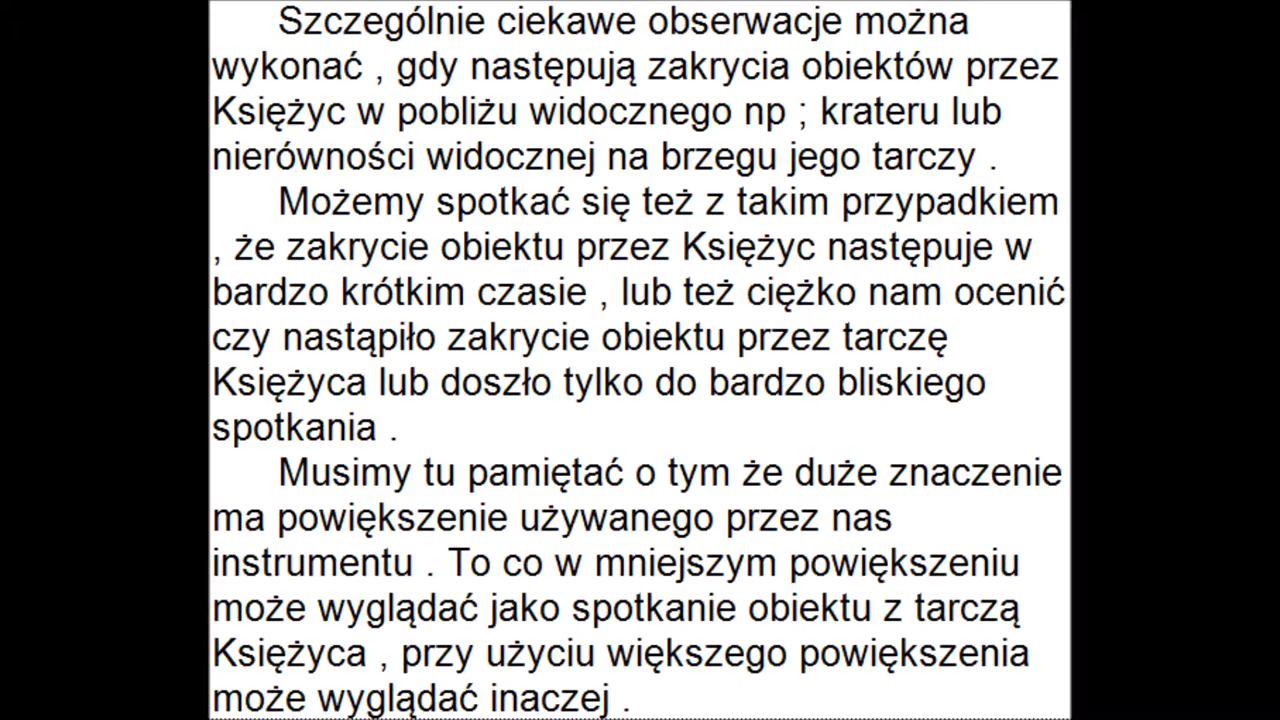 Szczególnie ciekawe obserwacje można
wykonać , gdy następują zakrycia obiektów przez
Księżyc w pobliżu widocznego np ; krateru lub
nierówności widocznej na brzegu jego tarczy .
Możemy spotkać się też z takim przypadkiem
, że zakrycie obiektu przez Księżyc następuje w
bardzo krótkim czasie , lub też ciężko nam ocenić
czy nastąpiło zakrycie obiektu przez tarczę
Księżyca lub doszło tylko do bardzo bliskiego
spotkania .
Musimy tu pamiętać o tym że duże znaczenie
ma powiększenie używanego przez nas
instrumentu . To co w mniejszym powiększeniu
może wyglądać jako spotkanie obiektu z tarczą
Księżyca , przy użyciu większego powiększenia
może wyglądać inaczej .